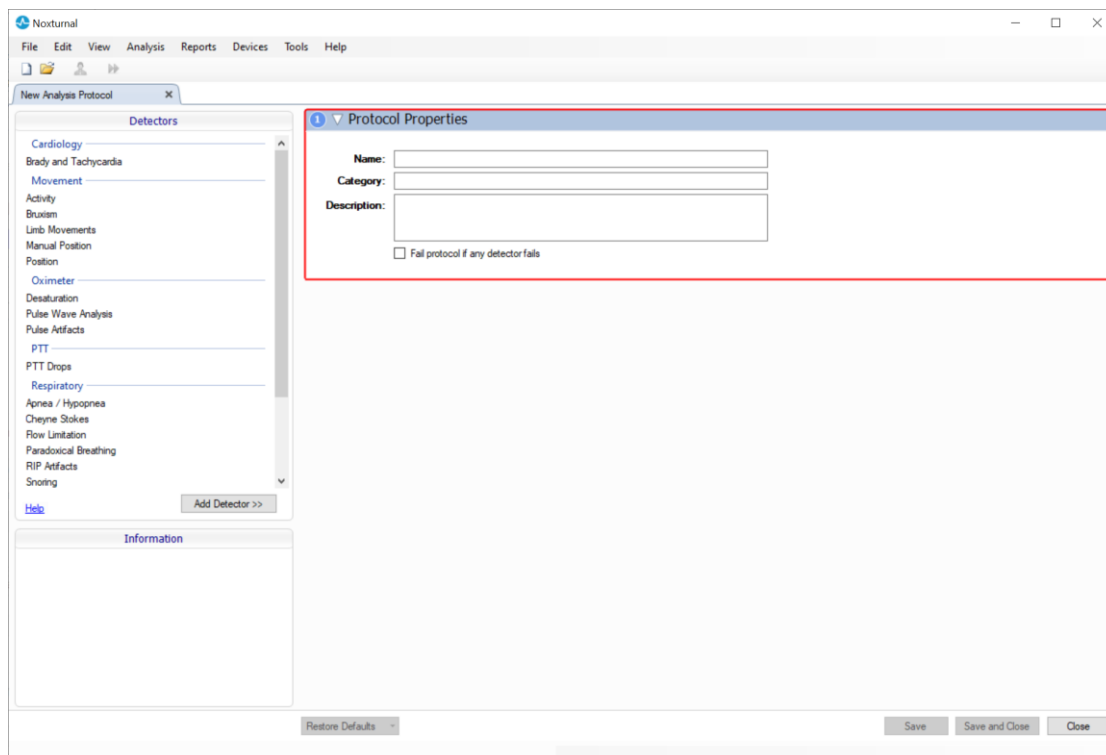 Noxturnal
File Edit View Analysis Reports Devices Tools Help
New Analysis Protocol
Detectors
Cardiology
Brady and Tachycardia
Movement
Activity
Bruxism
Limb Movements
Manual Position
Position
Oximeter
Desaturation
Pulse Wave Analysis
Pulse Artifacts
PTT
PTT Drops
Respiratory
Apnea / Hypopnea
Cheyne Stokes
Flow Limitation
Paradoxical Breathing
RIP Artifacts
Snoring
Help
Add Detector >>
Information
1 Protocol Properties
Name:
Category:
Description:
Fail protocol if any detector fails
Restore Defaults
Save
Save and Close
Close